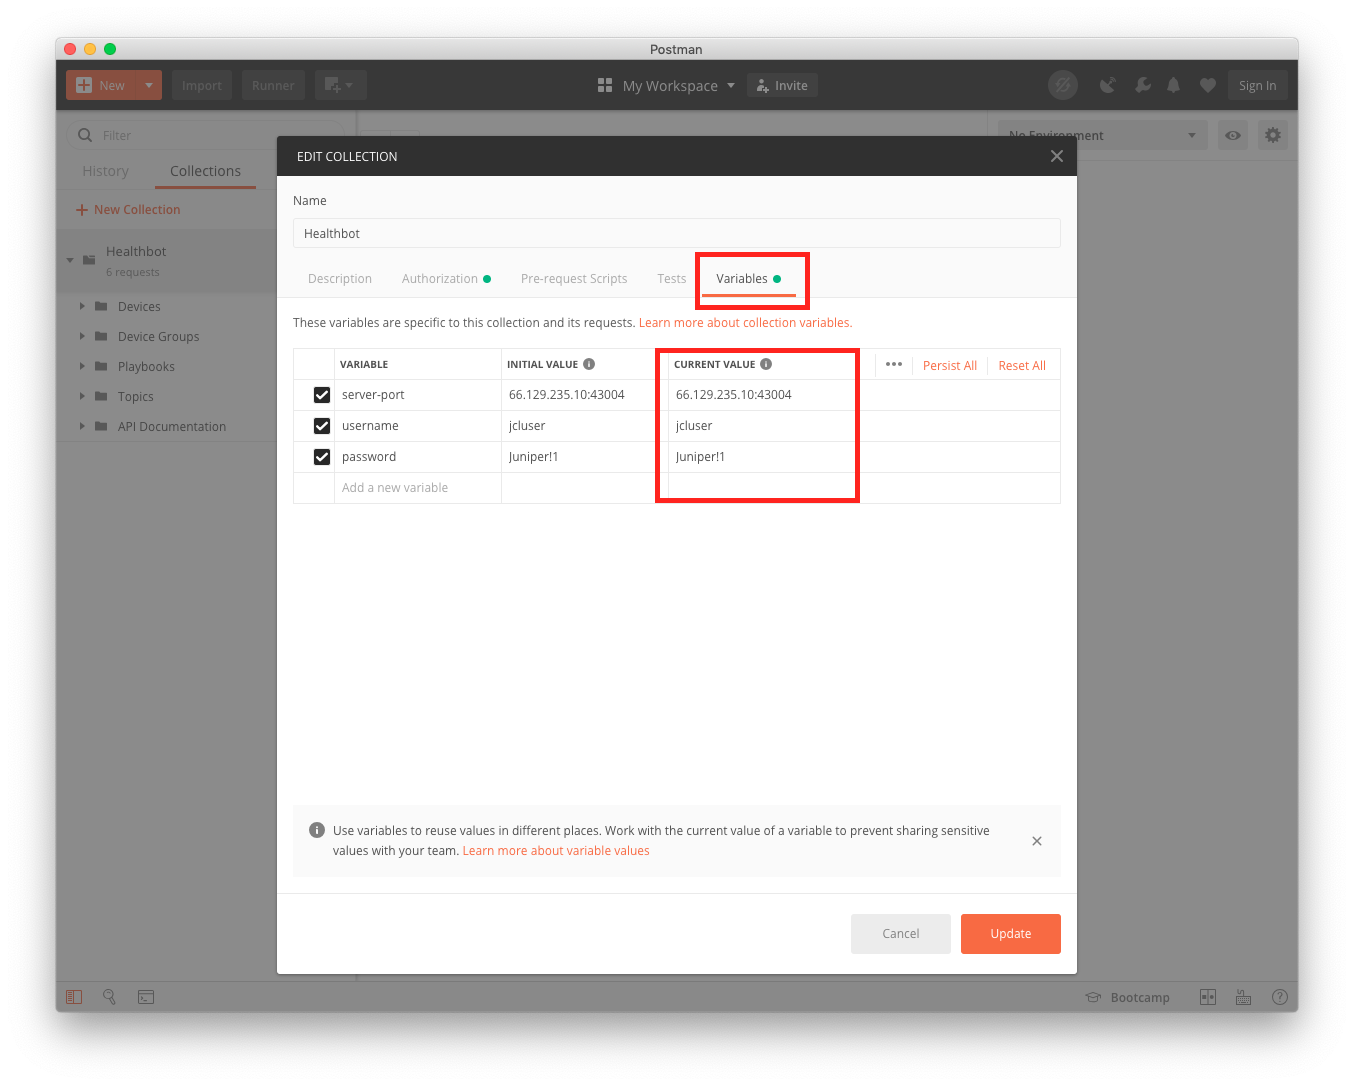 Postman
New
Import
Runner
My Workspace
Invite
Sign In
Filter
No Environment
History
Collections
New Collection
Healthbot
6 requests
Devices
Device Groups
Playbooks
Topics
API Documentation
EDIT COLLECTION
Name
Healthbot
Description
Authorization
Pre-request Scripts
Tests
Variables
These variables are specific to this collection and its requests. Learn more about collection variables.
VARIABLE INITIAL VALUE CURRENT VALUE Persist All Reset All
server-port 66.129.235.10:43004 66.129.235.10:43004
username jcluser jcluser
password Juniper!1 Juniper!1
Add a new variable
Use variables to reuse values in different places. Work with the current value of a variable to prevent sharing sensitive
values with your team. Learn more about variable values
Cancel
Update
Bootcamp